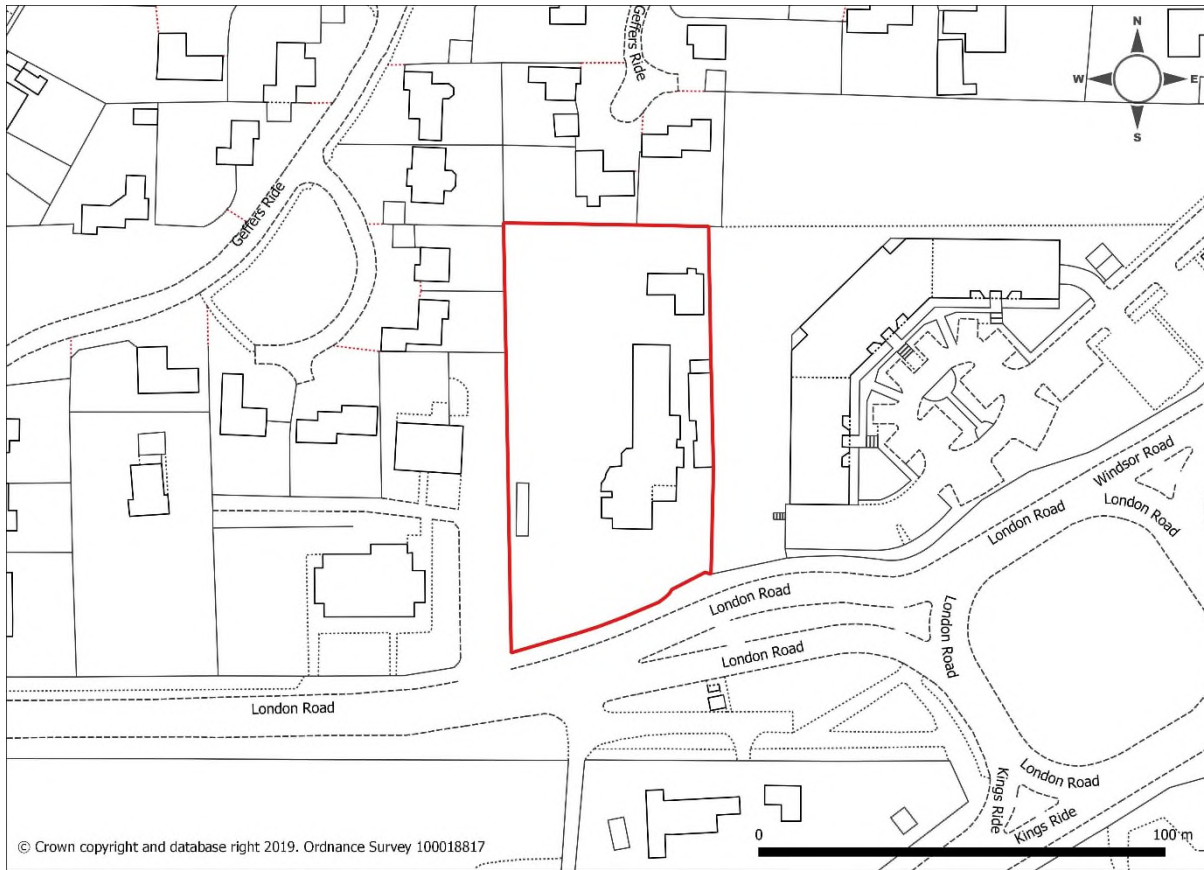 Geffers Ride
N
W E
S
Geffers Ride
Windsor Road
London Road
London Road
London Road
London Road
London Road
London Road
London Road
Kings Ride
Kings Ride
0 100 m
© Crown copyright and database right 2019. Ordnance Survey 100018817